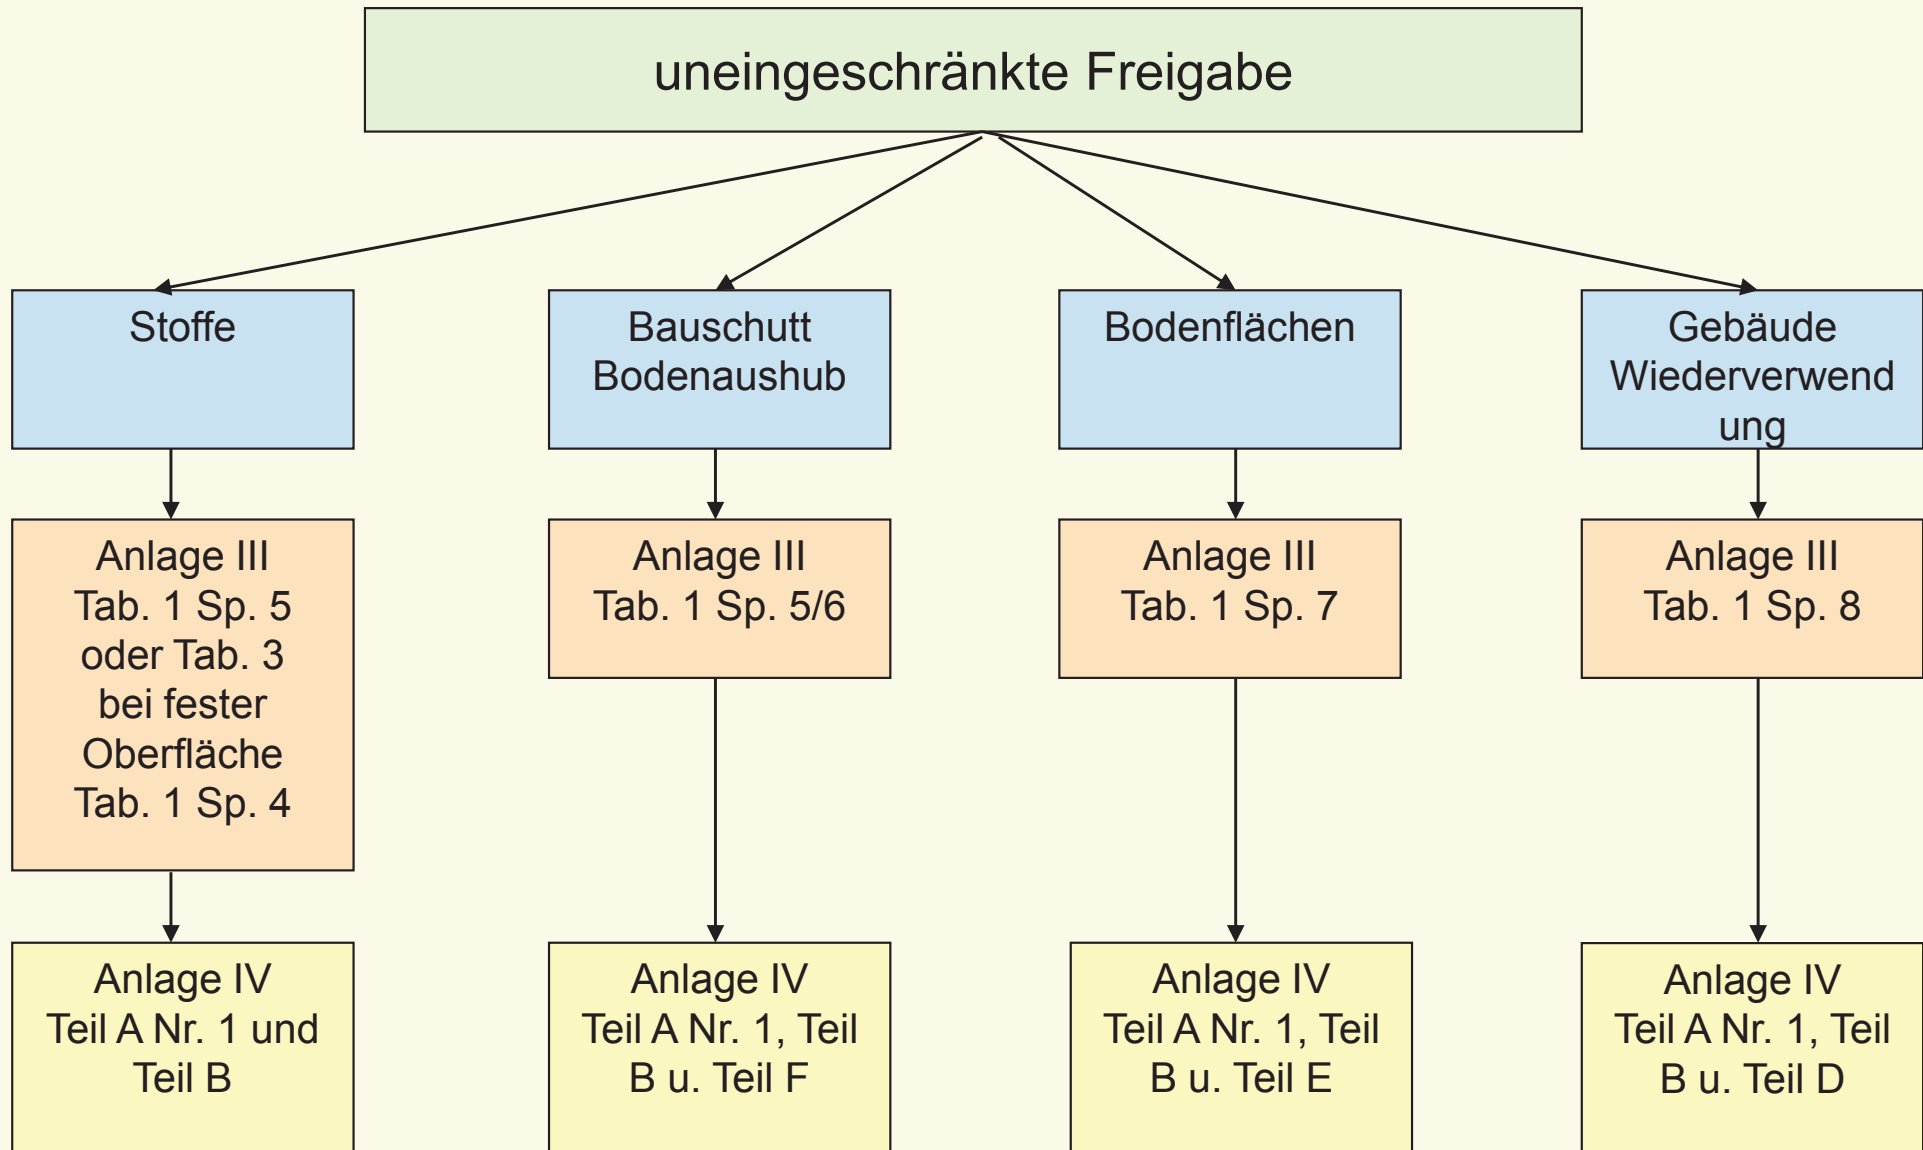 uneingeschränkte Freigabe
Stoffe
Bauschutt
Bodenaushub
Bodenflächen
Gebäude
Wiederverwend
ung
Anlage III
Tab. 1 Sp. 5
oder Tab. 3
bei fester
Oberfläche
Tab. 1 Sp. 4
Anlage III
Tab. 1 Sp. 5/6
Anlage III
Tab. 1 Sp. 7
Anlage III
Tab. 1 Sp. 8
Anlage IV
Teil A Nr. 1 und
Teil B
Anlage IV
Teil A Nr. 1, Teil
B u. Teil F
Anlage IV
Teil A Nr. 1, Teil
B u. Teil E
Anlage IV
Teil A Nr. 1, Teil
B u. Teil D